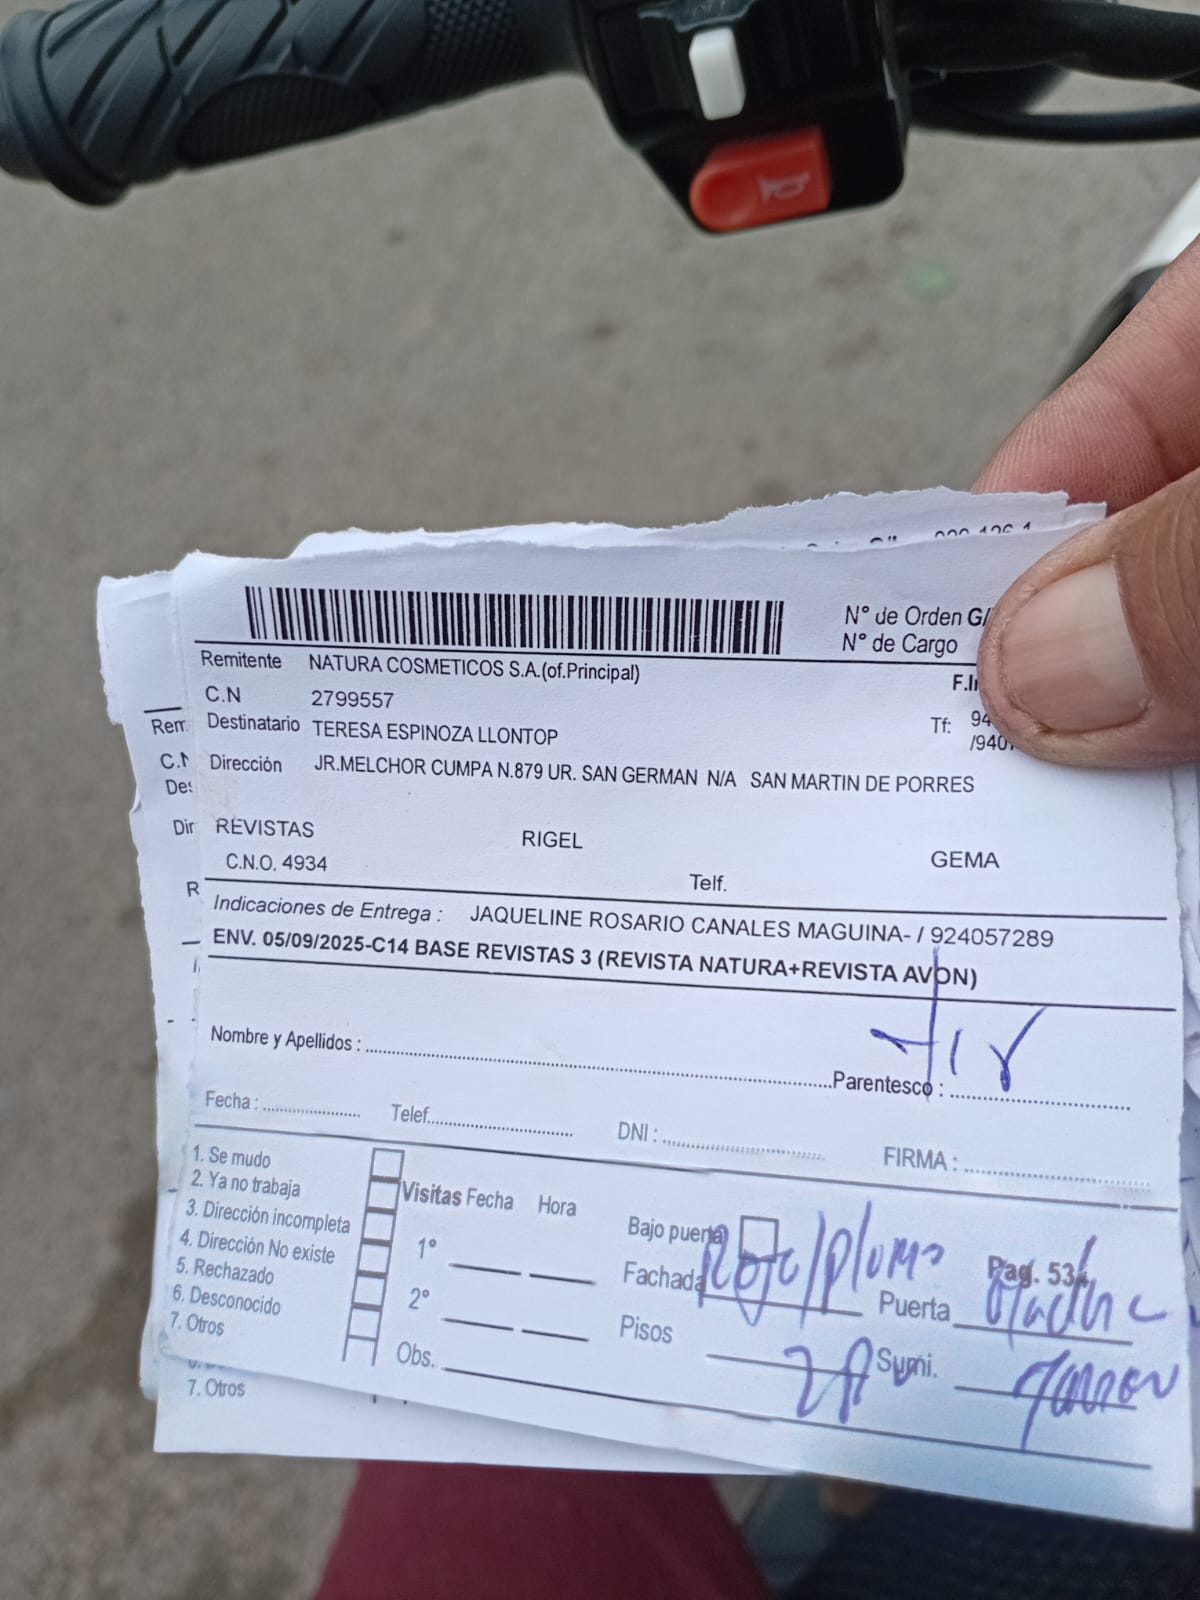 N° de Orden G/
N° de Cargo
Remitente NATURA COSMETICOS S.A.(of.Principal)
F.I
C.N 2799557
Tf: 94
/940
Destinatario TERESA ESPINOZA LLONTOP
Dirección JR.MELCHOR CUMPA N.879 UR. SAN GERMAN N/A SAN MARTIN DE PORRES
REVISTAS RIGEL GEMA
C.N.O. 4934 Telf.
Indicaciones de Entrega : JAQUELINE ROSARIO CANALES MAGUINA- / 924057289
ENV. 05/09/2025-C14 BASE REVISTAS 3 (REVISTA NATURA+REVISTA AVON)
Nombre y Apellidos : Parentesco :
Fecha : Telef. DNI : FIRMA :
1. Se mudo
2. Ya no trabaja
3. Dirección incompleta
4. Dirección No existe
5. Rechazado
6. Desconocido
7. Otros
Visitas Fecha Hora
1°
2°
Obs.
Bajo puerta Pag. 53
Fachada Rojo/plomo Puerta
Pisos 2P Sumi.
7. Otros
Rem
C.N
Des
Dir
R